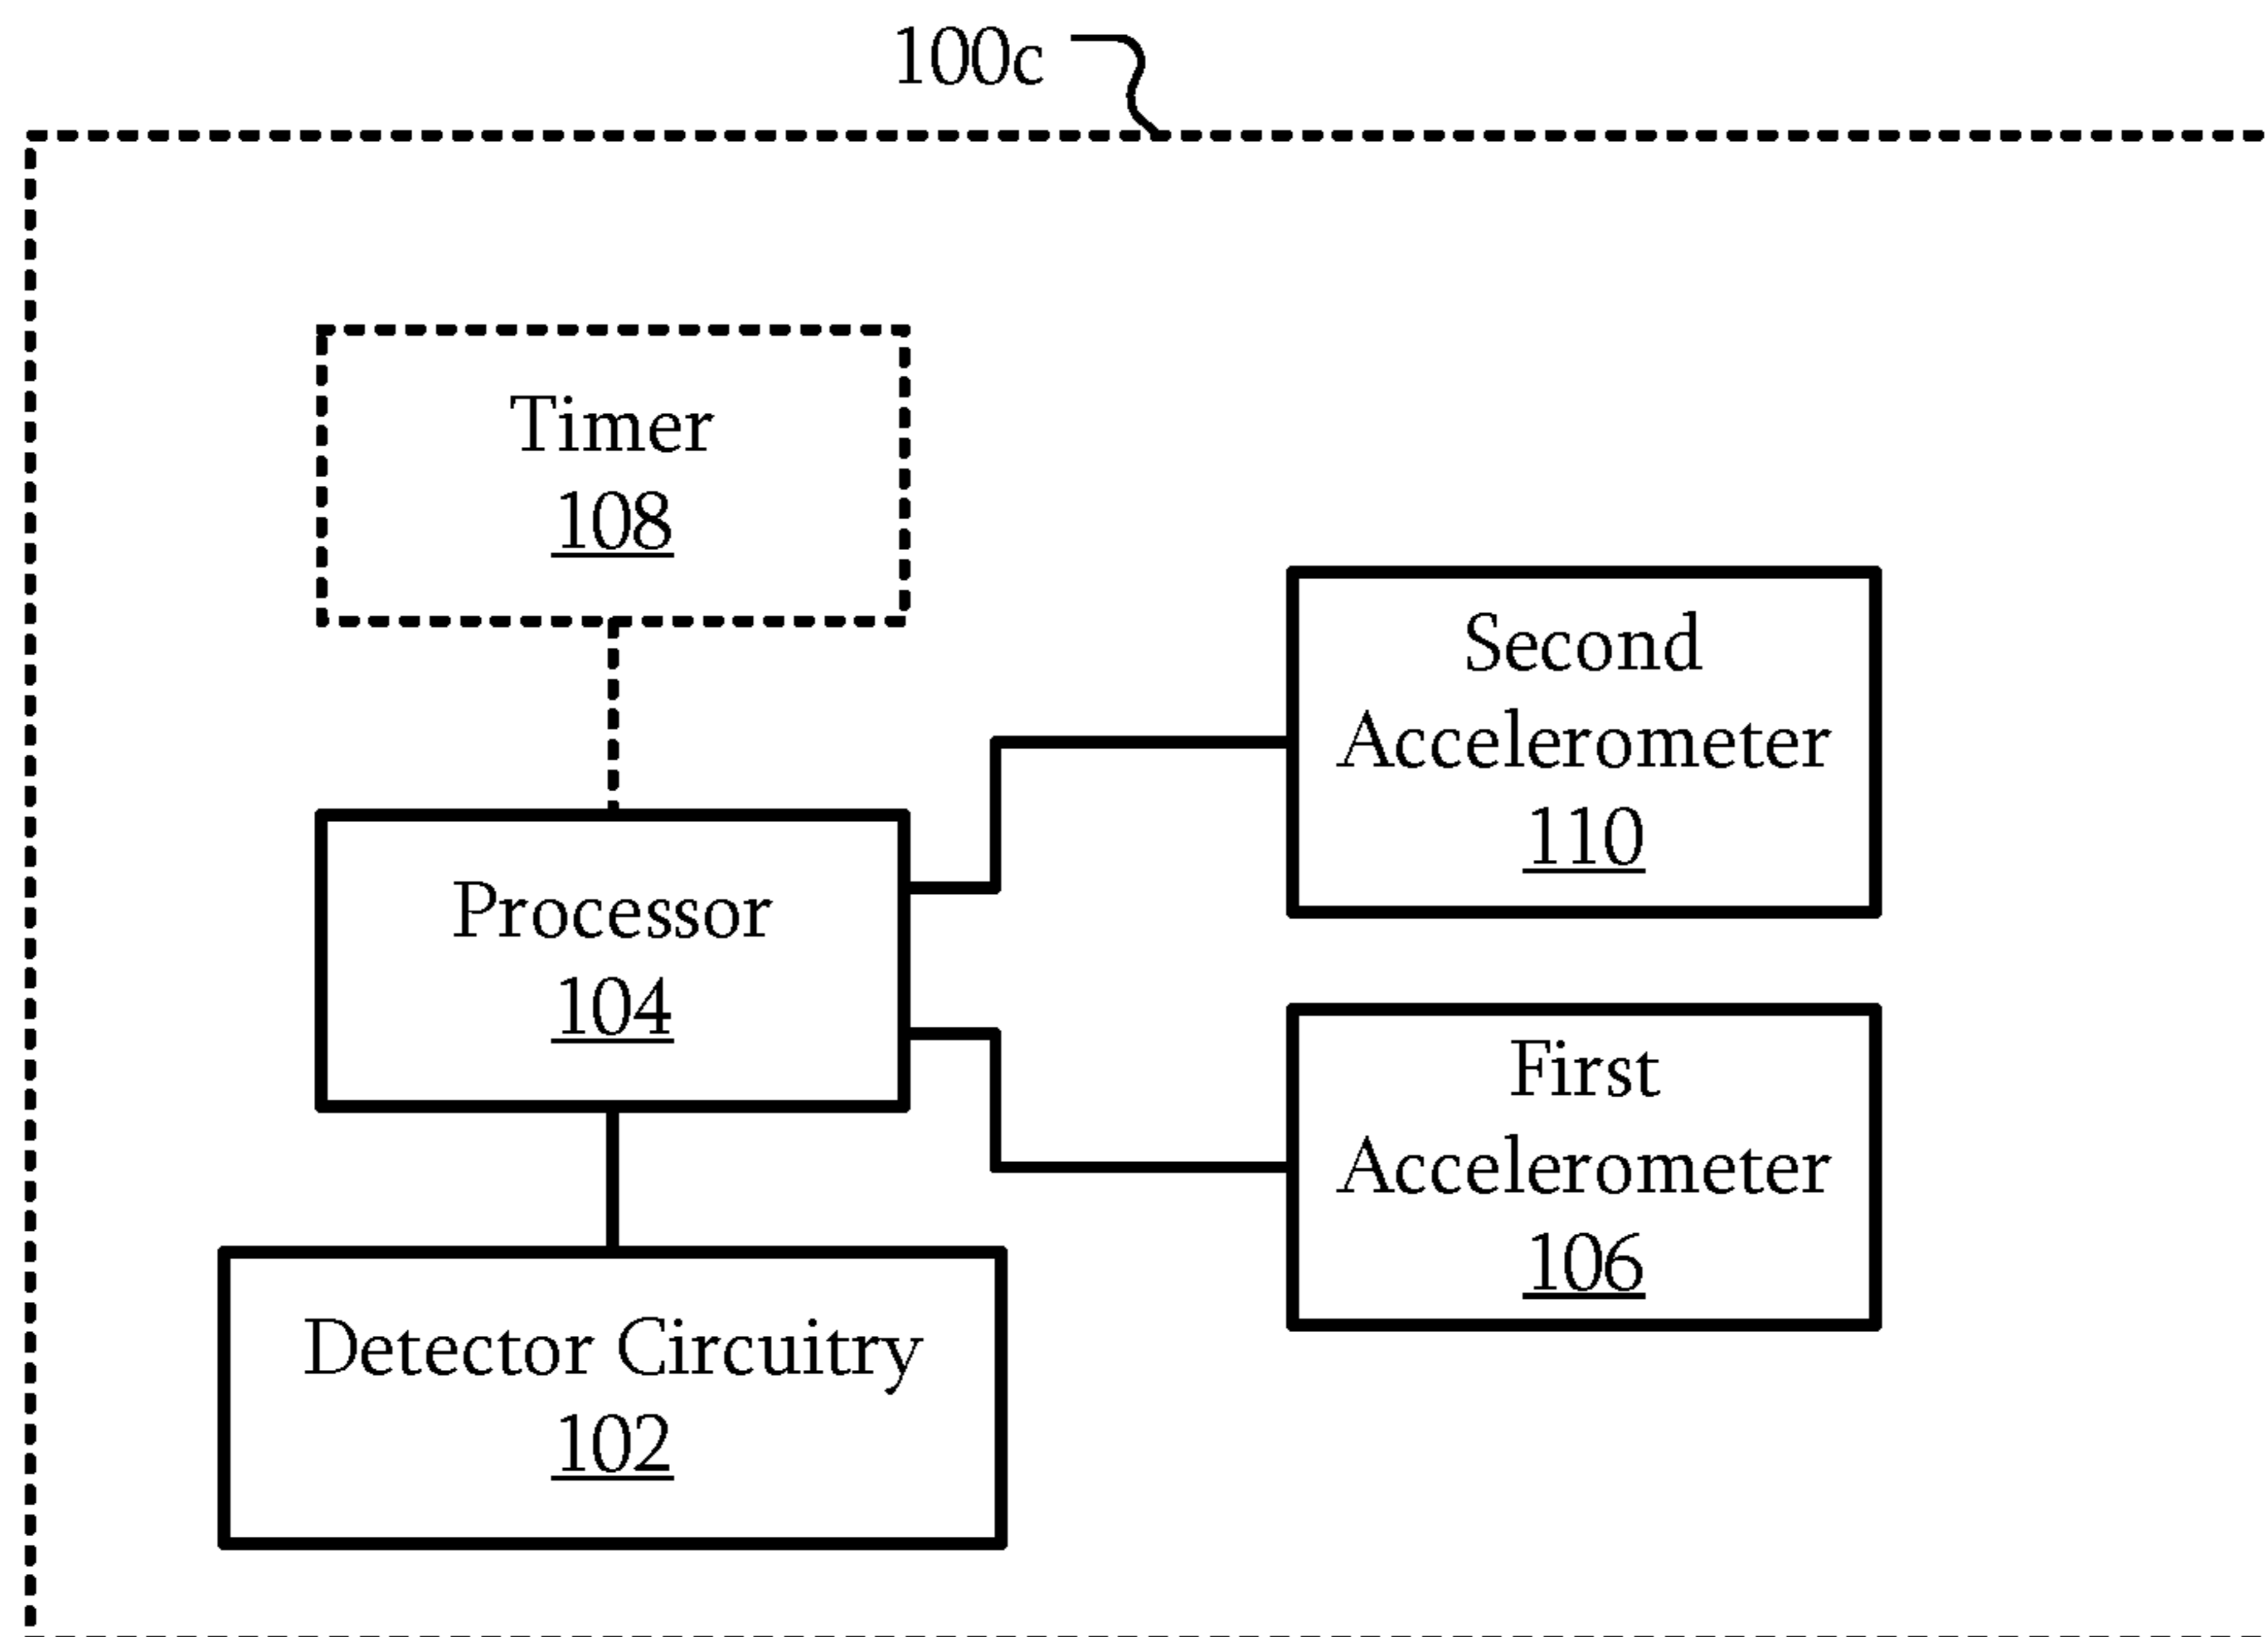 100c
Timer
108
Second
Accelerometer
110
Processor
104
First
Accelerometer
106
Detector Circuitry
102